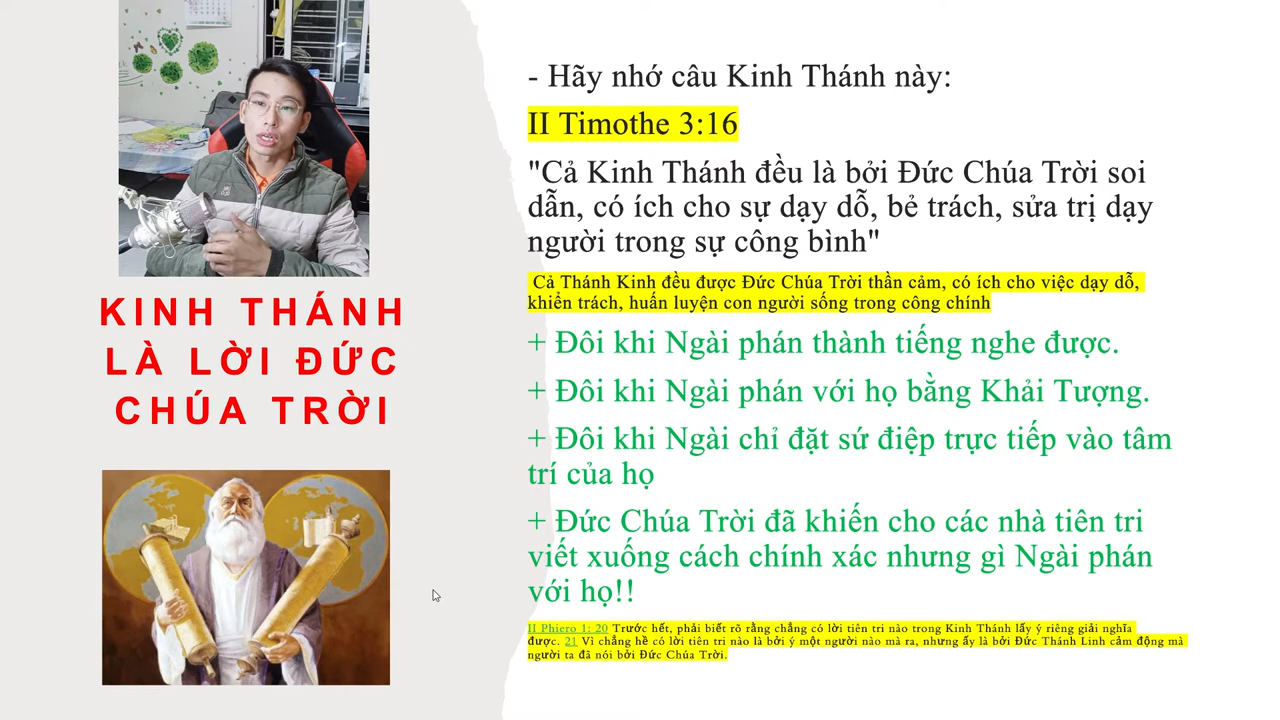 KINH THÁNH
LÀ LỜI ĐỨC
CHÚA TRỜI
- Hãy nhớ câu Kinh Thánh này:
II Timothe 3:16
"Cả Kinh Thánh đều là bởi Đức Chúa Trời soi
dẫn, có ích cho sự dạy dỗ, bẻ trách, sửa trị dạy
người trong sự công bình"
Cả Thánh Kinh đều được Đức Chúa Trời thần cảm, có ích cho việc dạy dỗ,
khiển trách, huấn luyện con người sống trong công chính
+ Đôi khi Ngài phán thành tiếng nghe được.
+ Đôi khi Ngài phán với họ bằng Khải Tượng.
+ Đôi khi Ngài chỉ đặt sứ điệp trực tiếp vào tâm
trí của họ
+ Đức Chúa Trời đã khiến cho các nhà tiên tri
viết xuống cách chính xác nhưng gì Ngài phán
với họ!!
II Phiero 1: 20 Trước hết, phải biết rõ rằng chẳng có lời tiên tri nào trong Kinh Thánh lấy ý riêng giải nghĩa
được. 21 Vì chẳng hề có lời tiên tri nào là bởi ý một người nào mà ra, nhưng ấy là bởi Đức Thánh Linh cảm động mà
người ta đã nói bởi Đức Chúa Trời.